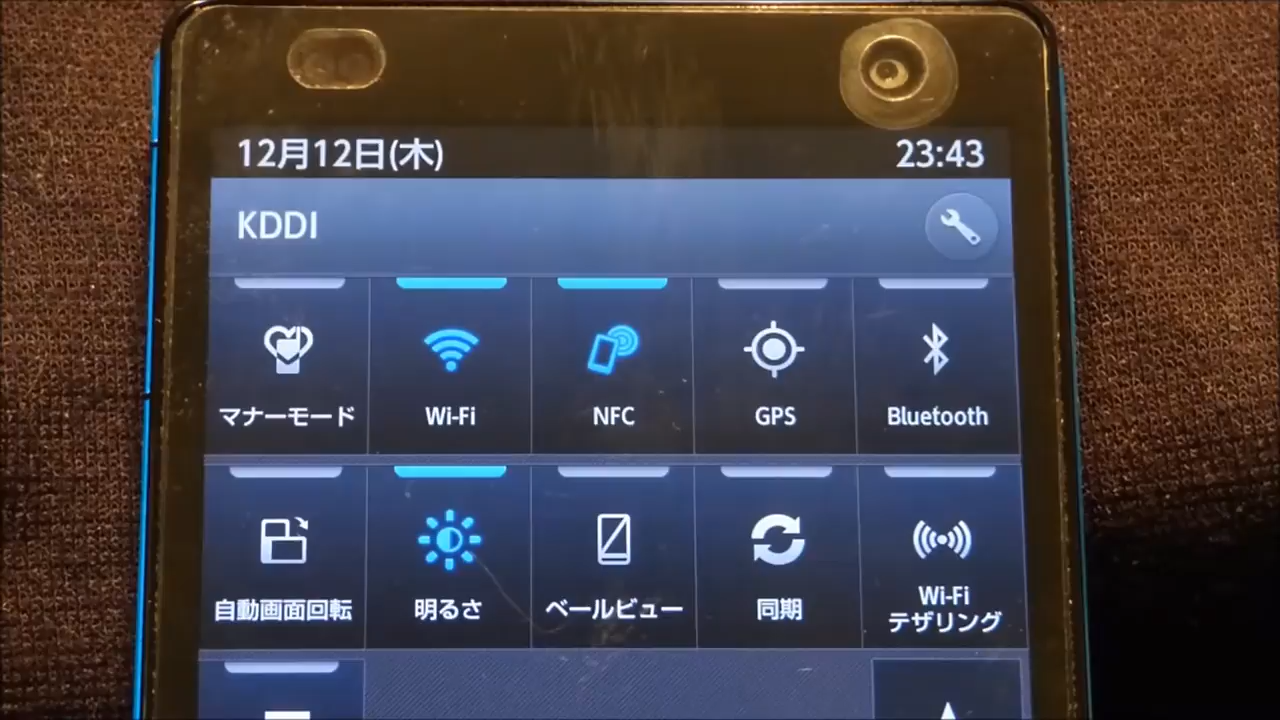 12月12日(木) 23:43
KDDI
マナーモード Wi-Fi NFC GPS Bluetooth
自動画面回転 明るさ ベールビュー 同期 Wi-Fi
テザリング